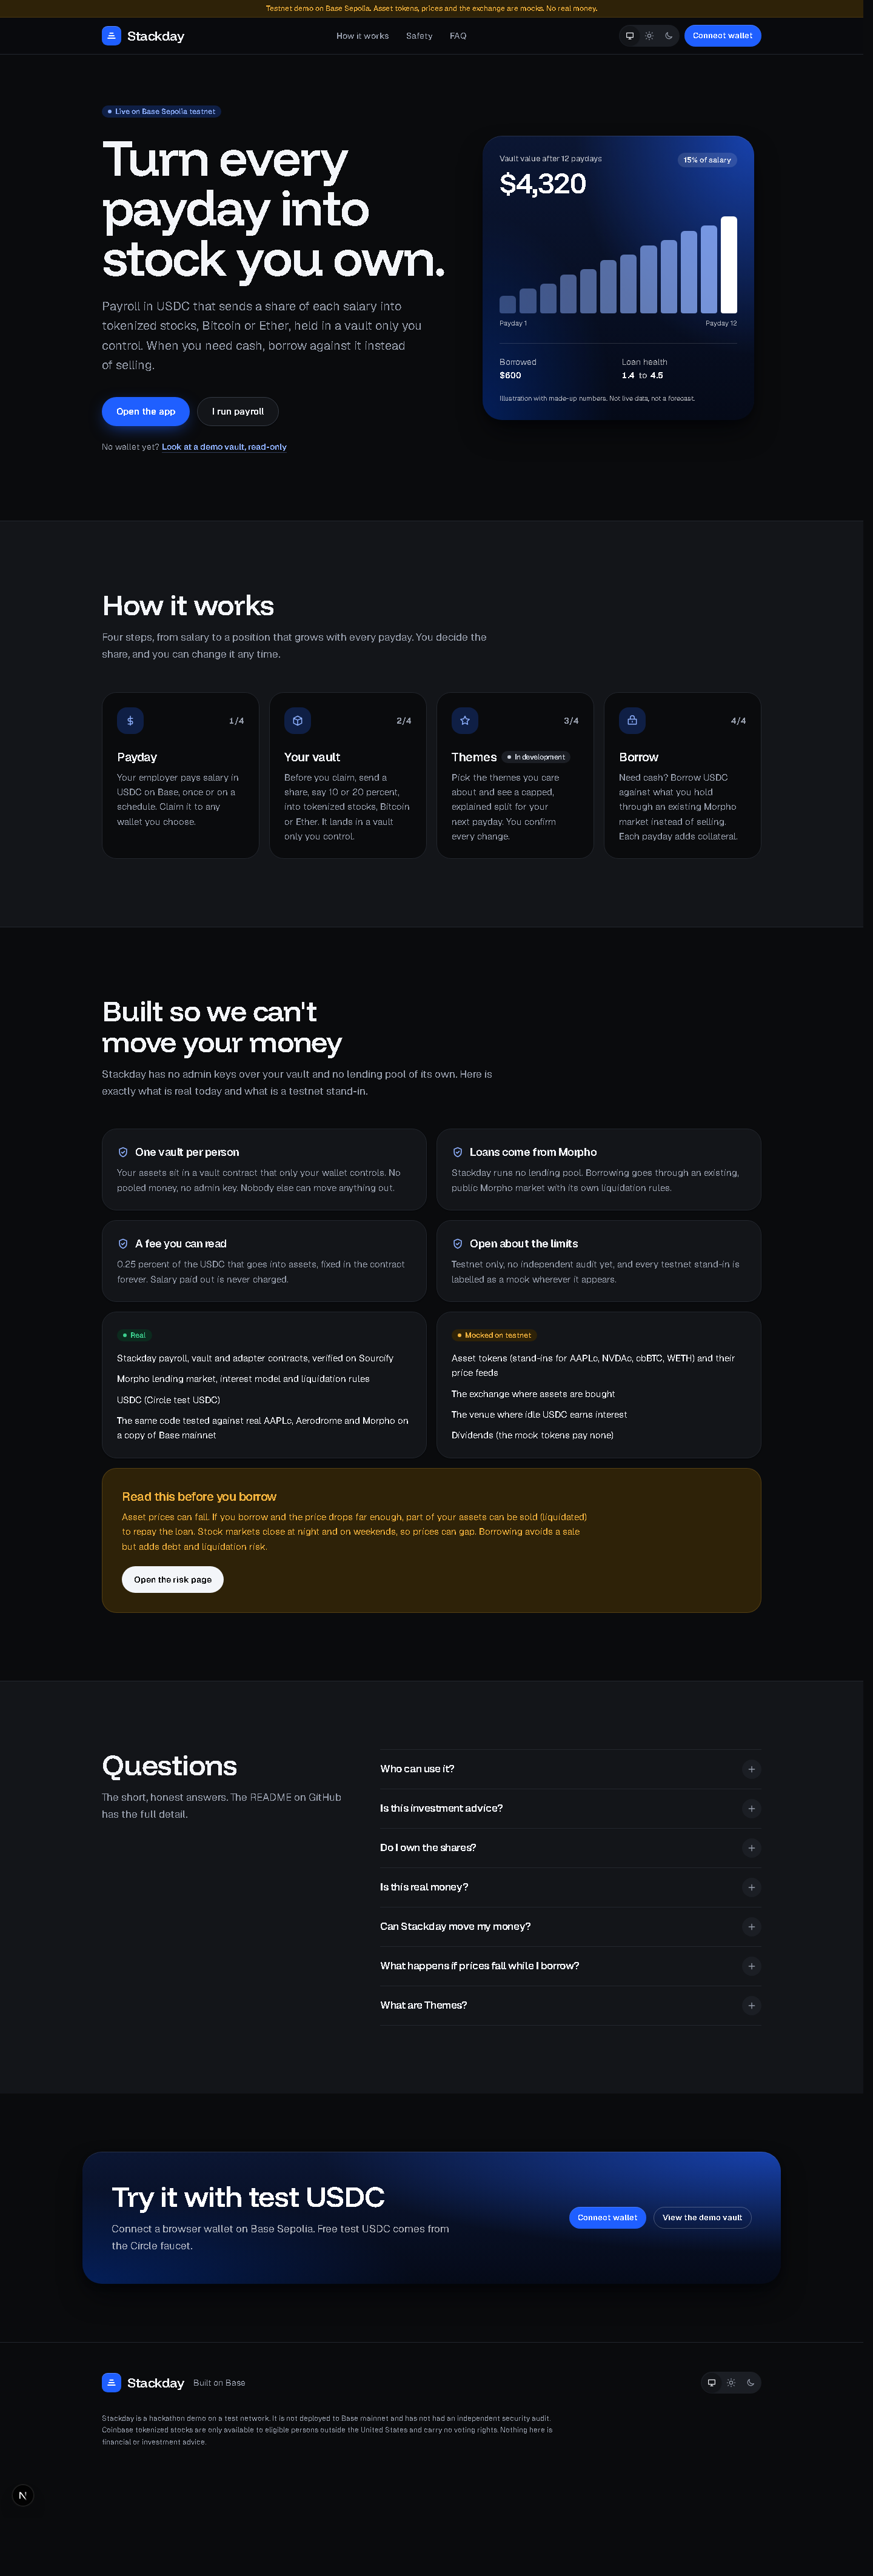 Testnet demo on Base Sepolia. Asset tokens, prices and the exchange are mocks. No real money.
Stackday
How it works
Safety
FAQ
Connect wallet
Live on Base Sepolia testnet
Turn every
payday into
stock you own.
Payroll in USDC that sends a share of each salary into
tokenized stocks, Bitcoin or Ether, held in a vault only you
control. When you need cash, borrow against it instead
of selling.
Open the app
I run payroll
No wallet yet? Look at a demo vault, read-only
Vault value after 12 paydays
15% of salary
$4,320
Payday 1
Payday 12
Borrowed
Loan health
$600
1.4 to 4.5
Illustration with made-up numbers. Not live data, not a forecast.
How it works
Four steps, from salary to a position that grows with every payday. You decide the
share, and you can change it any time.
1/4
Payday
Your employer pays salary in
USDC on Base, once or on a
schedule. Claim it to any
wallet you choose.
2/4
Your vault
Before you claim, send a
share, say 10 or 20 percent,
into tokenized stocks, Bitcoin
or Ether. It lands in a vault
only you control.
3/4
Themes
In development
Pick the themes you care
about and see a capped,
explained split for your
next payday. You confirm
every change.
4/4
Borrow
Need cash? Borrow USDC
against what you hold
through an existing Morpho
market instead of selling.
Each payday adds collateral.
Built so we can't
move your money
Stackday has no admin keys over your vault and no lending pool of its own. Here is
exactly what is real today and what is a testnet stand-in.
One vault per person
Your assets sit in a vault contract that only your wallet controls. No
pooled money, no admin key. Nobody else can move anything out.
Loans come from Morpho
Stackday runs no lending pool. Borrowing goes through an existing,
public Morpho market with its own liquidation rules.
A fee you can read
0.25 percent of the USDC that goes into assets, fixed in the contract
forever. Salary paid out is never charged.
Open about the limits
Testnet only, no independent audit yet, and every testnet stand-in is
labelled as a mock wherever it appears.
Real
Stackday payroll, vault and adapter contracts, verified on Sourcify
Morpho lending market, interest model and liquidation rules
USDC (Circle test USDC)
The same code tested against real AAPLc, Aerodrome and Morpho on
a copy of Base mainnet
Mocked on testnet
Asset tokens (stand-ins for AAPLc, NVDAc, cbBTC, WETH) and their
price feeds
The exchange where assets are bought
The venue where idle USDC earns interest
Dividends (the mock tokens pay none)
Read this before you borrow
Asset prices can fall. If you borrow and the price drops far enough, part of your assets can be sold (liquidated)
to repay the loan. Stock markets close at night and on weekends, so prices can gap. Borrowing avoids a sale
but adds debt and liquidation risk.
Open the risk page
Questions
The short, honest answers. The README on GitHub
has the full detail.
Who can use it?
Is this investment advice?
Do I own the shares?
Is this real money?
Can Stackday move my money?
What happens if prices fall while I borrow?
What are Themes?
Try it with test USDC
Connect a browser wallet on Base Sepolia. Free test USDC comes from
the Circle faucet.
Connect wallet
View the demo vault
Stackday
Built on Base
Stackday is a hackathon demo on a test network. It is not deployed to Base mainnet and has not had an independent security audit.
Coinbase tokenized stocks are only available to eligible persons outside the United States and carry no voting rights. Nothing here is
financial or investment advice.
N